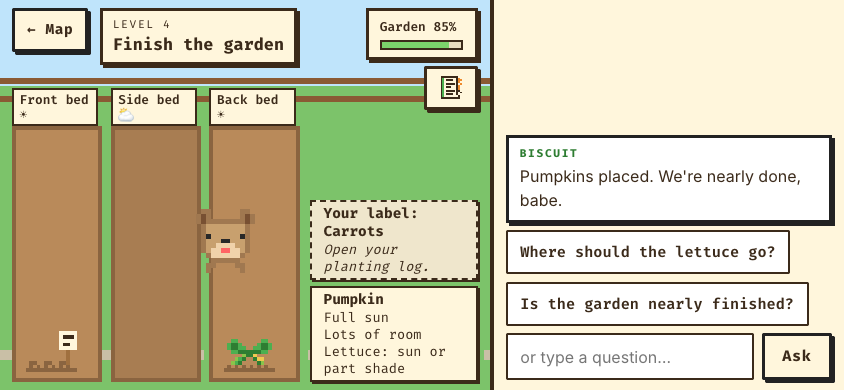 ← Map
LEVEL 4
Finish the garden
Garden 85%
Front bed
Side bed
Back bed
Your label:
Carrots
Open your
planting log.
Pumpkin
Full sun
Lots of room
Lettuce: sun or
part shade
BISCUIT
Pumpkins placed. We're nearly done,
babe.
Where should the lettuce go?
Is the garden nearly finished?
or type a question...
Ask